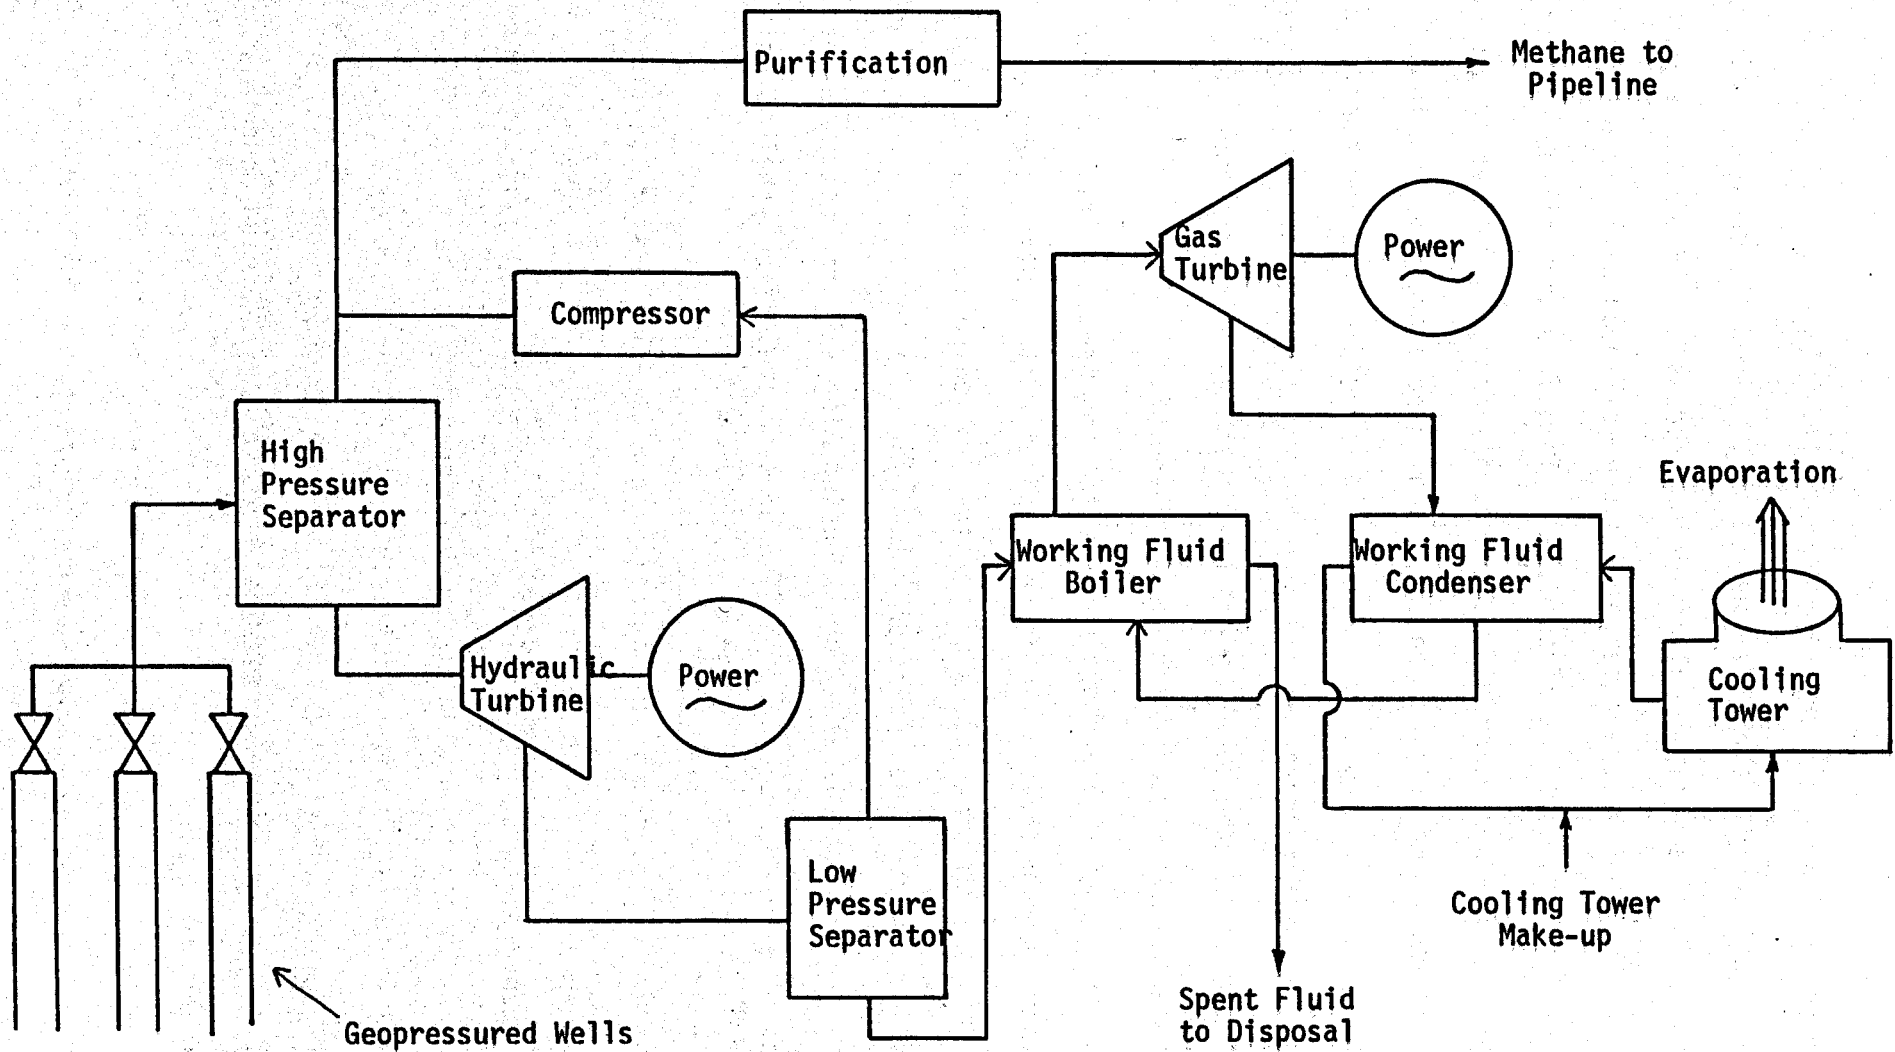 Purification
Methane to
Pipeline
Gas
Turbine
Power
Compressor
High
Pressure
Separator
Evaporation
Working Fluid
Boiler
Working Fluid
Condenser
Hydraulic
Turbine
Power
Cooling
Tower
Low
Pressure
Separator
Cooling Tower
Make-up
Spent Fluid
to Disposal
Geopressured Wells